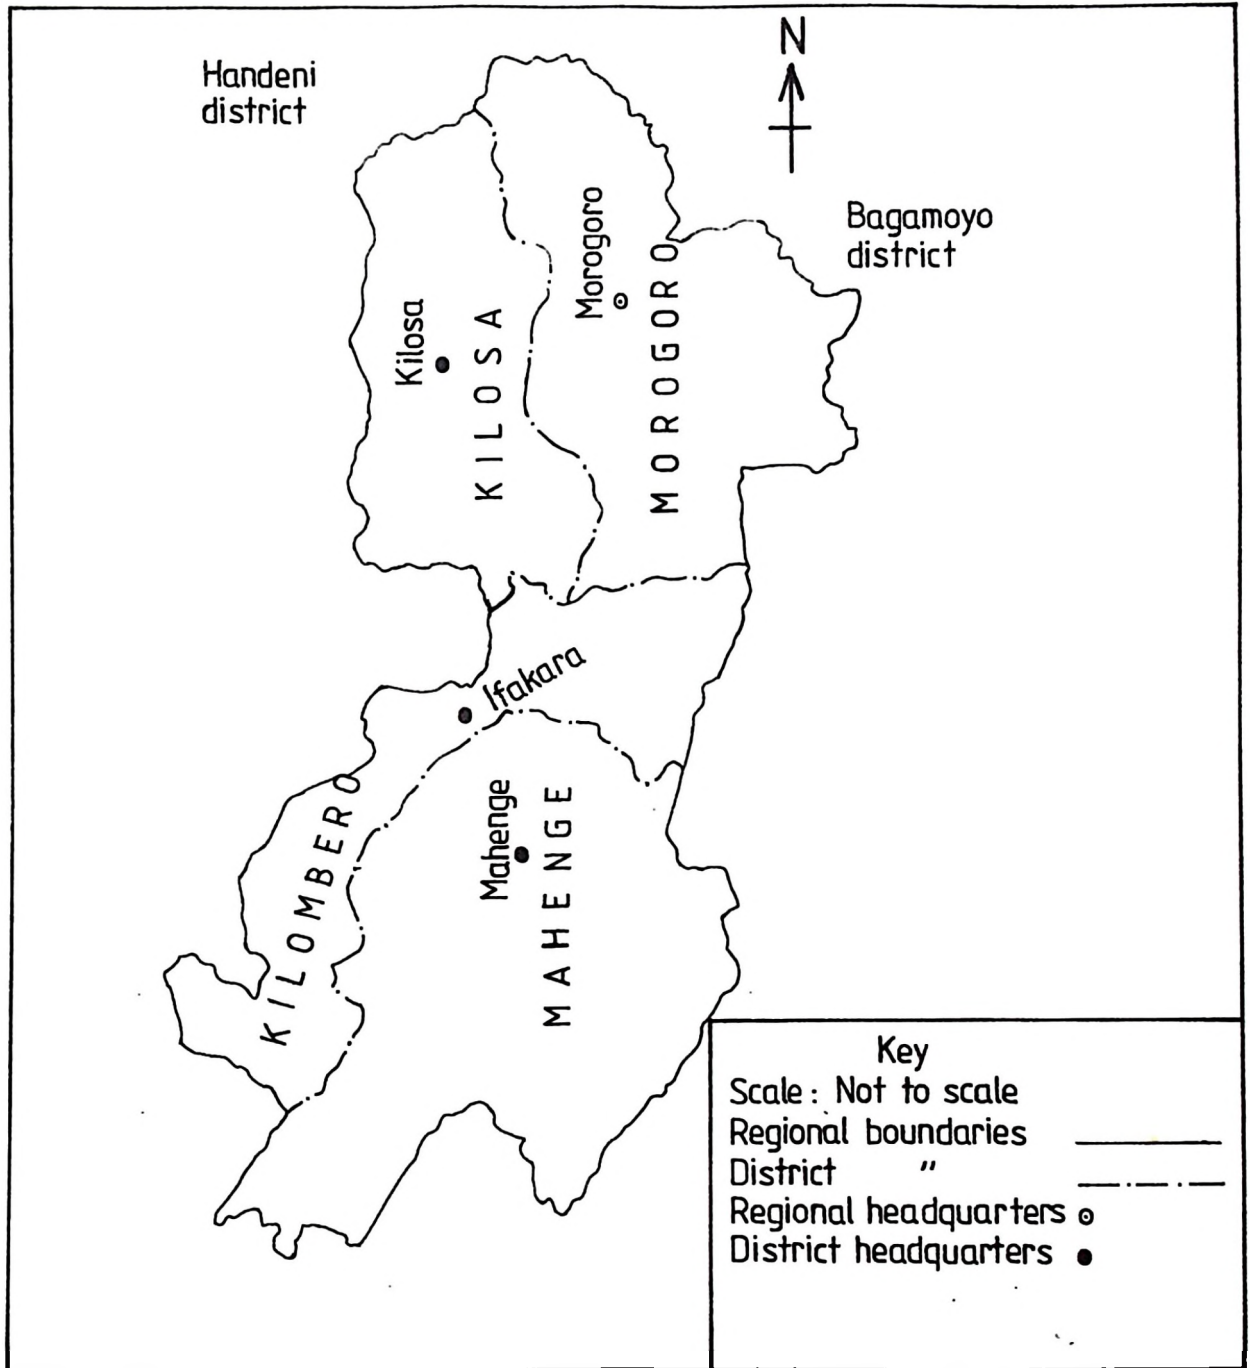 N
Handeni
district
Bagamoyo
district
Morogoro
MOROGORO
Kilosa
KILOSA
Ifakara
KILOMBERO
Mahenge
MAHENGE
Key
Scale: Not to scale
Regional boundaries
District "
Regional headquarters
District headquarters